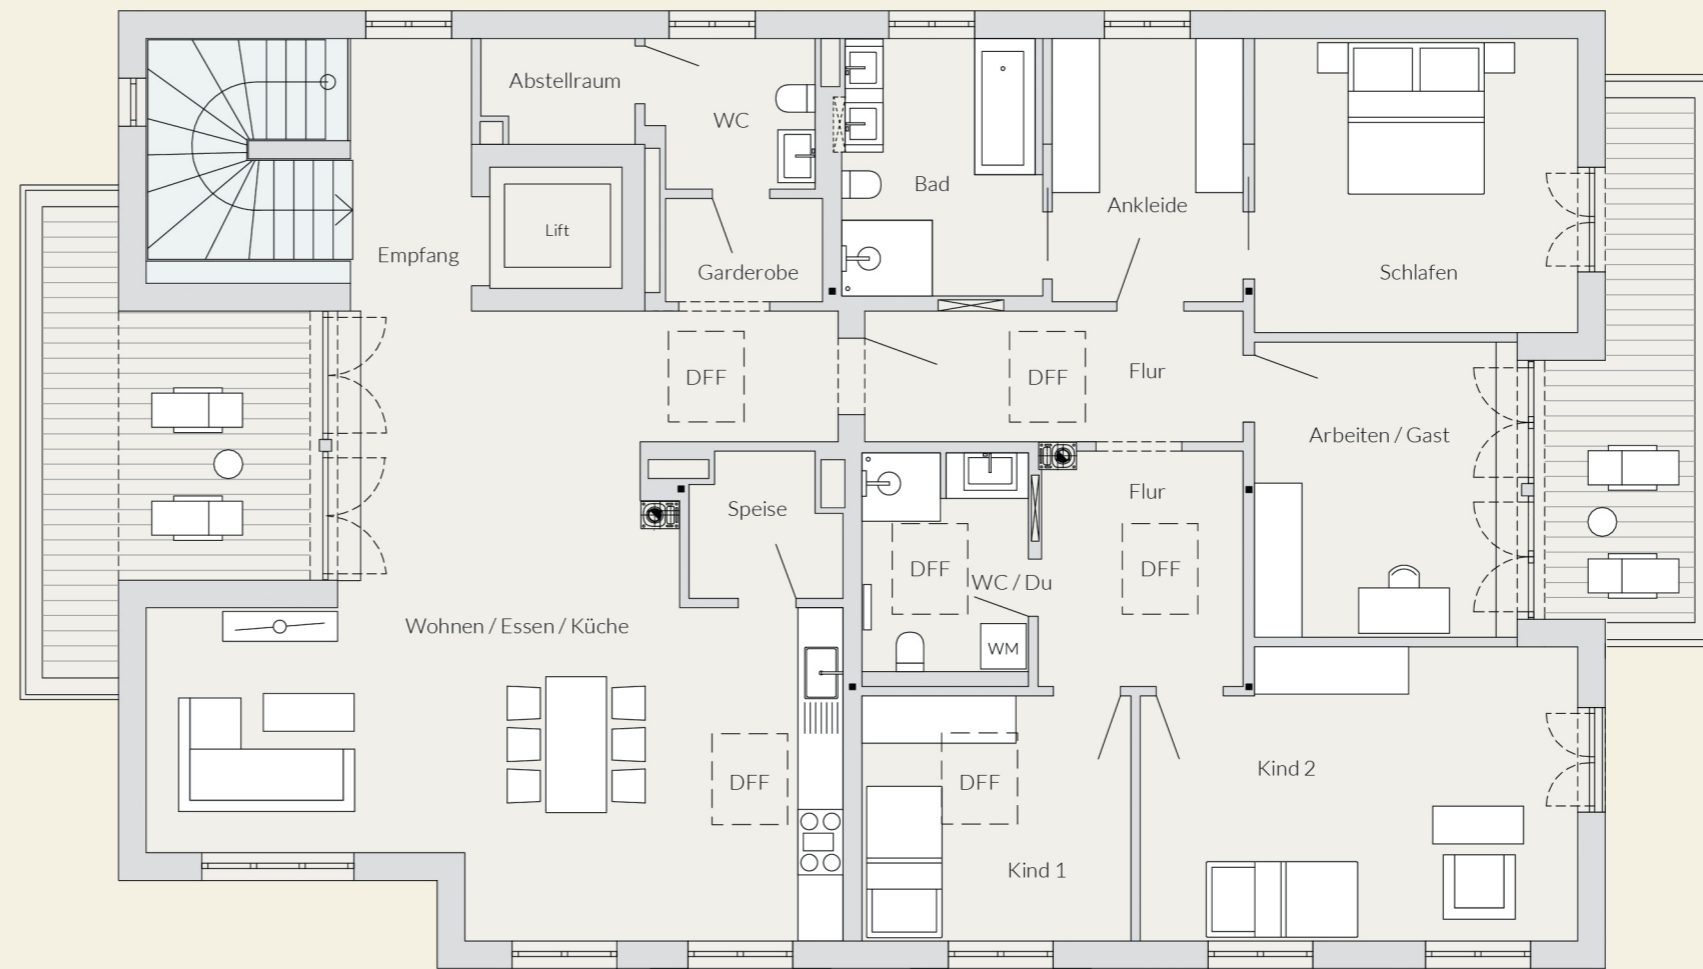 Abstellraum
WC
Bad
Ankleide
Lift
Empfang
Garderobe
Schlafen
DFF
DFF
Flur
Arbeiten / Gast
Speise
Flur
DFF
WC / Du
DFF
Wohnen / Essen / Küche
WM
DFF
DFF
Kind 2
Kind 1